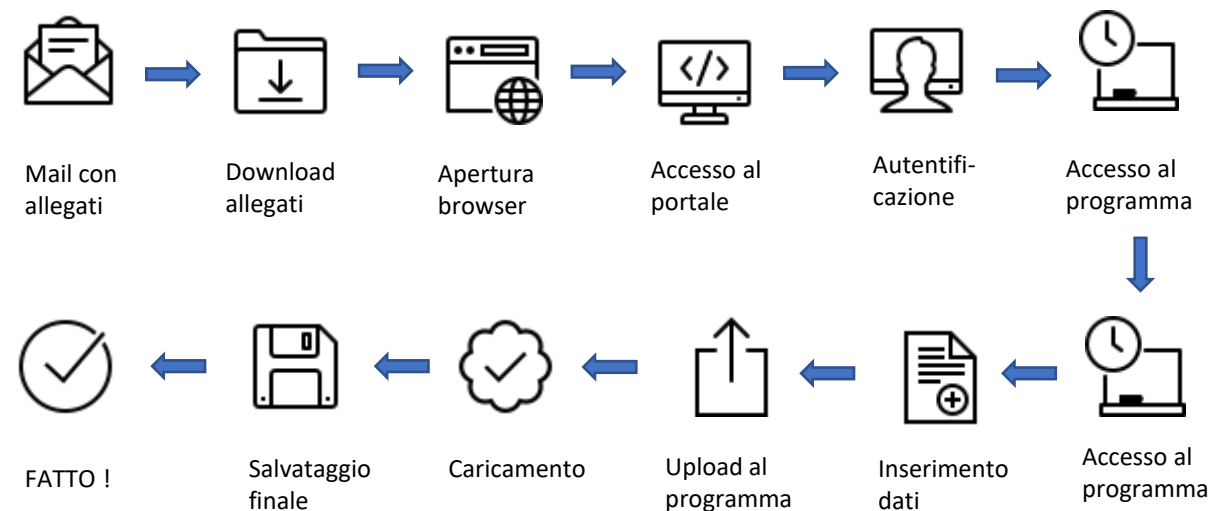 Mail con
allegati
Download
allegati
Apertura
browser
Accesso al
portale
Autentifi-
cazione
Accesso al
programma
FATTO !
Salvataggio
finale
Caricamento
Upload al
programma
Inserimento
dati
Accesso al
programma